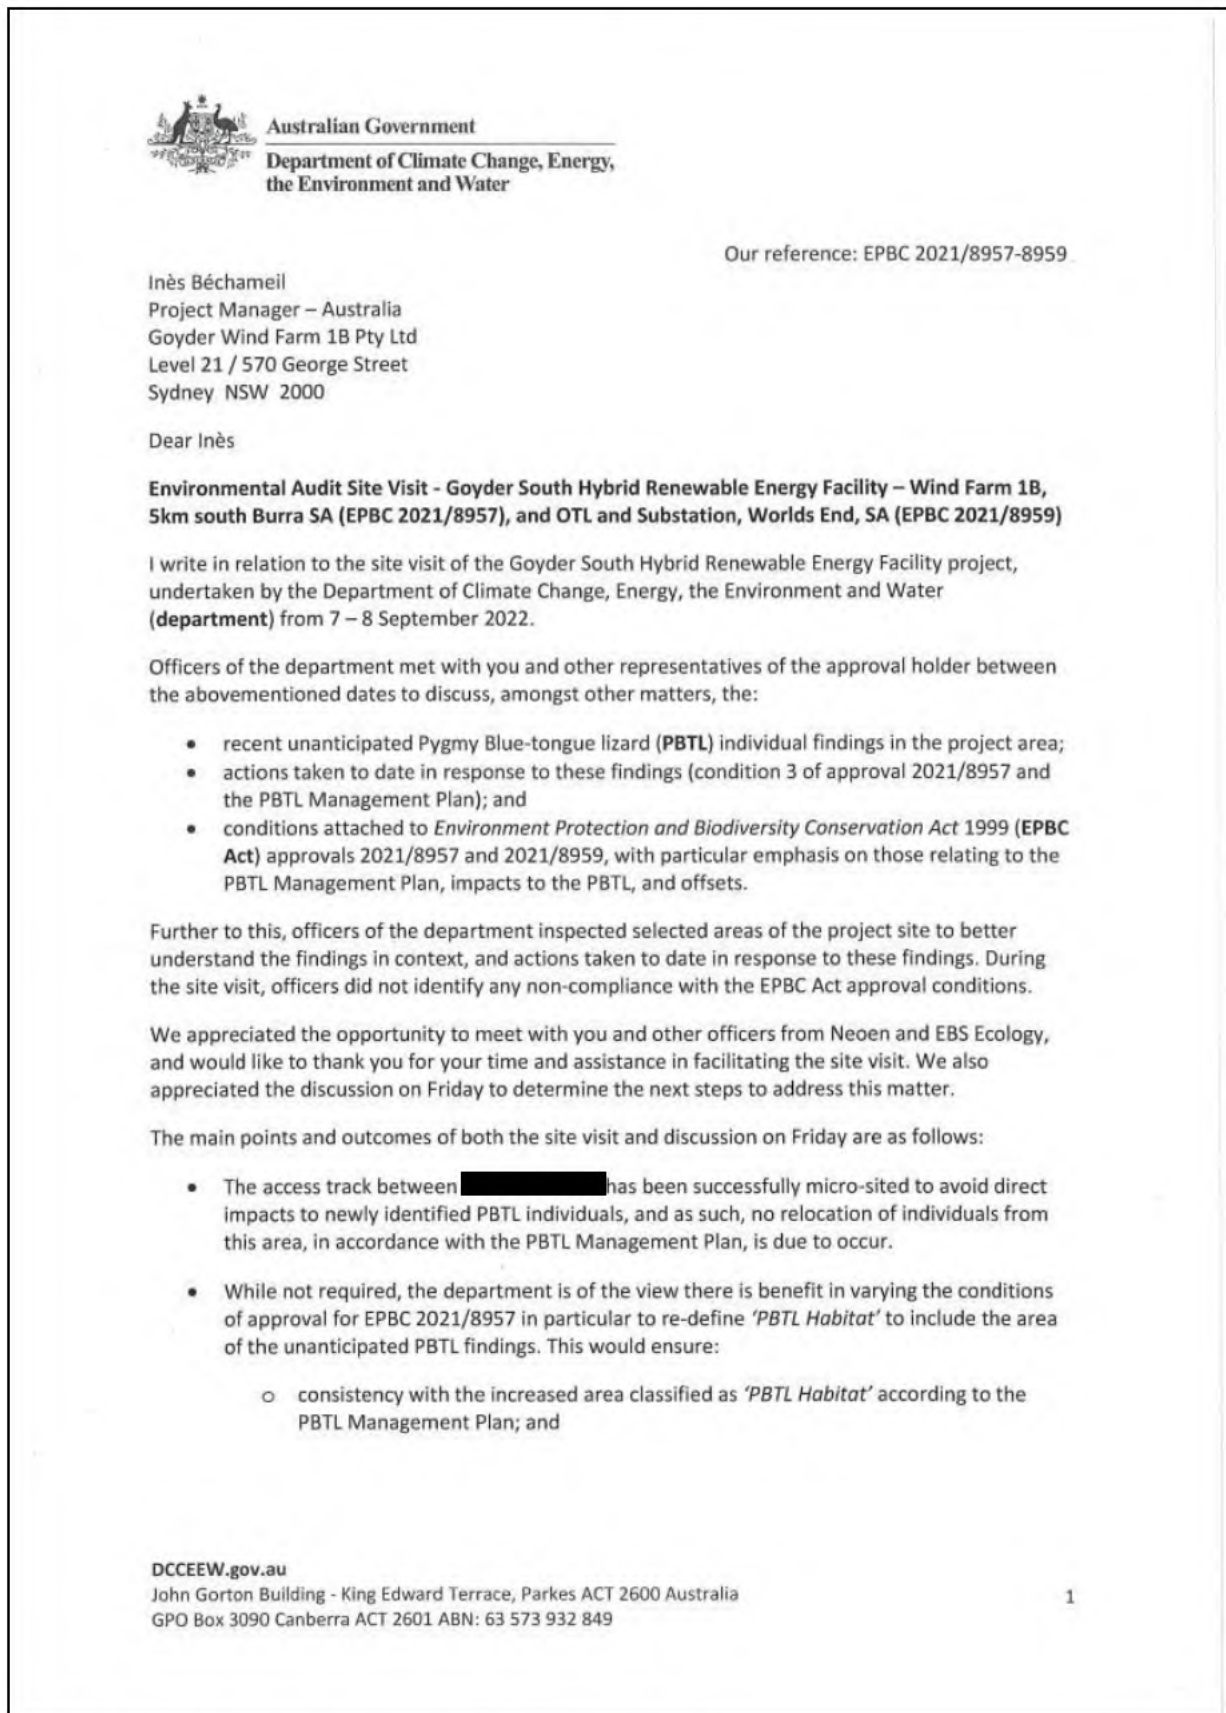 Australian Government
Department of Climate Change, Energy,
the Environment and Water
Our reference: EPBC 2021/8957-8959
Inès Béchameil
Project Manager – Australia
Goyder Wind Farm 1B Pty Ltd
Level 21 / 570 George Street
Sydney NSW 2000
Dear Inès
Environmental Audit Site Visit - Goyder South Hybrid Renewable Energy Facility – Wind Farm 1B,
5km south Burra SA (EPBC 2021/8957), and OTL and Substation, Worlds End, SA (EPBC 2021/8959)
I write in relation to the site visit of the Goyder South Hybrid Renewable Energy Facility project,
undertaken by the Department of Climate Change, Energy, the Environment and Water
(department) from 7 – 8 September 2022.
Officers of the department met with you and other representatives of the approval holder between
the abovementioned dates to discuss, amongst other matters, the:
• recent unanticipated Pygmy Blue-tongue lizard (PBTL) individual findings in the project area;
• actions taken to date in response to these findings (condition 3 of approval 2021/8957 and
the PBTL Management Plan); and
• conditions attached to Environment Protection and Biodiversity Conservation Act 1999 (EPBC
Act) approvals 2021/8957 and 2021/8959, with particular emphasis on those relating to the
PBTL Management Plan, impacts to the PBTL, and offsets.
Further to this, officers of the department inspected selected areas of the project site to better
understand the findings in context, and actions taken to date in response to these findings. During
the site visit, officers did not identify any non-compliance with the EPBC Act approval conditions.
We appreciated the opportunity to meet with you and other officers from Neoen and EBS Ecology,
and would like to thank you for your time and assistance in facilitating the site visit. We also
appreciated the discussion on Friday to determine the next steps to address this matter.
The main points and outcomes of both the site visit and discussion on Friday are as follows:
• The access track between has been successfully micro-sited to avoid direct
impacts to newly identified PBTL individuals, and as such, no relocation of individuals from
this area, in accordance with the PBTL Management Plan, is due to occur.
• While not required, the department is of the view there is benefit in varying the conditions
of approval for EPBC 2021/8957 in particular to re-define 'PBTL Habitat' to include the area
of the unanticipated PBTL findings. This would ensure:
o consistency with the increased area classified as 'PBTL Habitat' according to the
PBTL Management Plan; and
DCCEEW.gov.au
John Gorton Building - King Edward Terrace, Parkes ACT 2600 Australia
GPO Box 3090 Canberra ACT 2601 ABN: 63 573 932 849
1